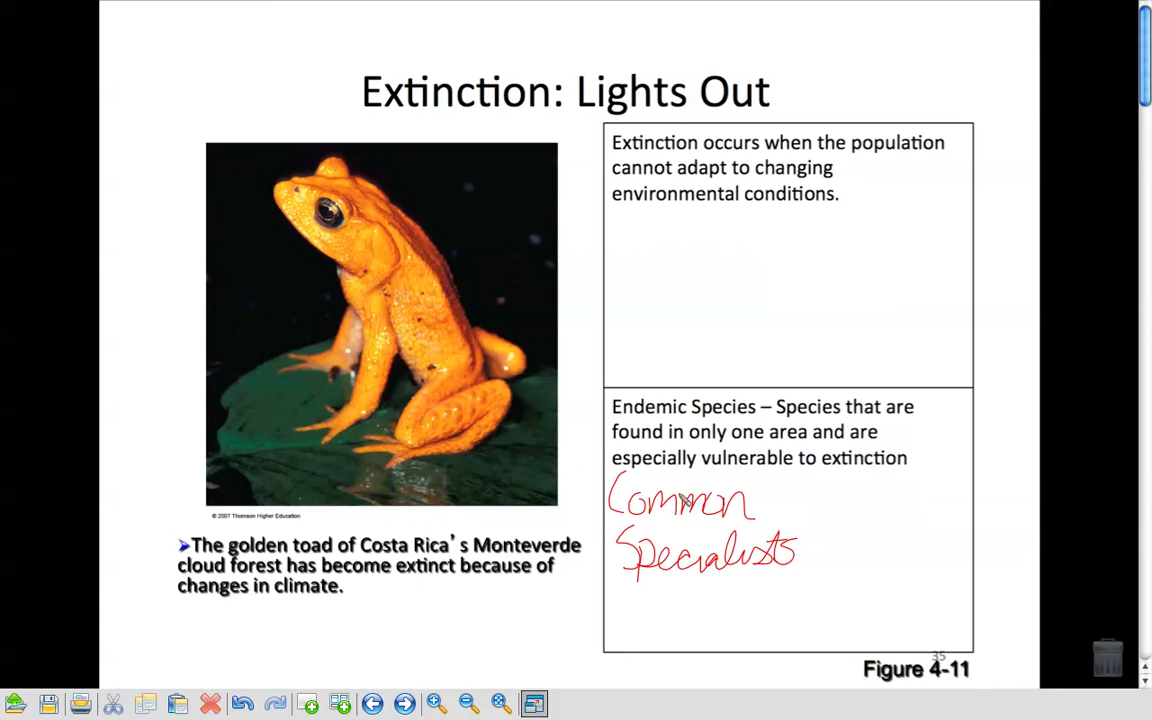 Extinction: Lights Out
Extinction occurs when the population
cannot adapt to changing
environmental conditions.
Endemic Species – Species that are
found in only one area and are
especially vulnerable to extinction
Common
Specialists
© 2007 Thomson Higher Education
➢The golden toad of Costa Rica's Monteverde
cloud forest has become extinct because of
changes in climate.
35
Figure 4-11